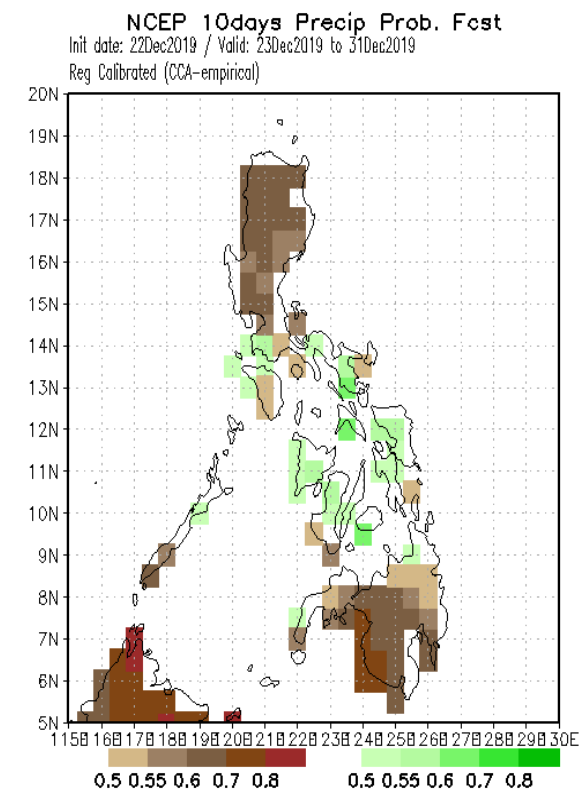 NCEP 10days Precip Prob. Fcst
Init date: 22Dec2019 / Valid: 23Dec2019 to 31Dec2019
Reg Calibrated (CCA-empirical)
20N
19N
18N
17N
16N
15N
14N
13N
12N
11N
10N
9N
8N
7N
6N
5N
115E 116E 117E 118E 119E 120E 121E 122E 123E 124E 125E 126E 127E 128E 129E 130E
0.5 0.55 0.6 0.7 0.8 0.5 0.55 0.6 0.7 0.8